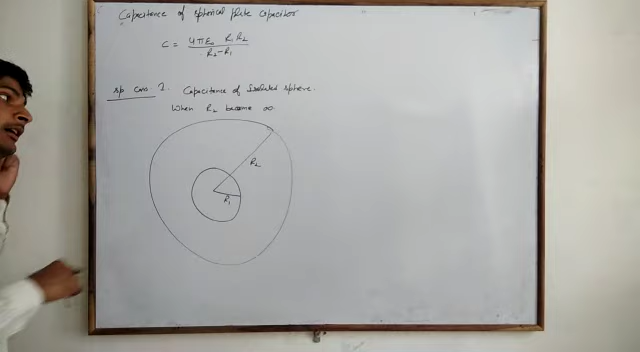 Capacitance of spherical plate Capacitor
C = 4πε₀ R₁R₂ / R₂-R₁
sp case I. Capacitance of Isolated sphere.
When R₂ become ∞.
R₂
R₁